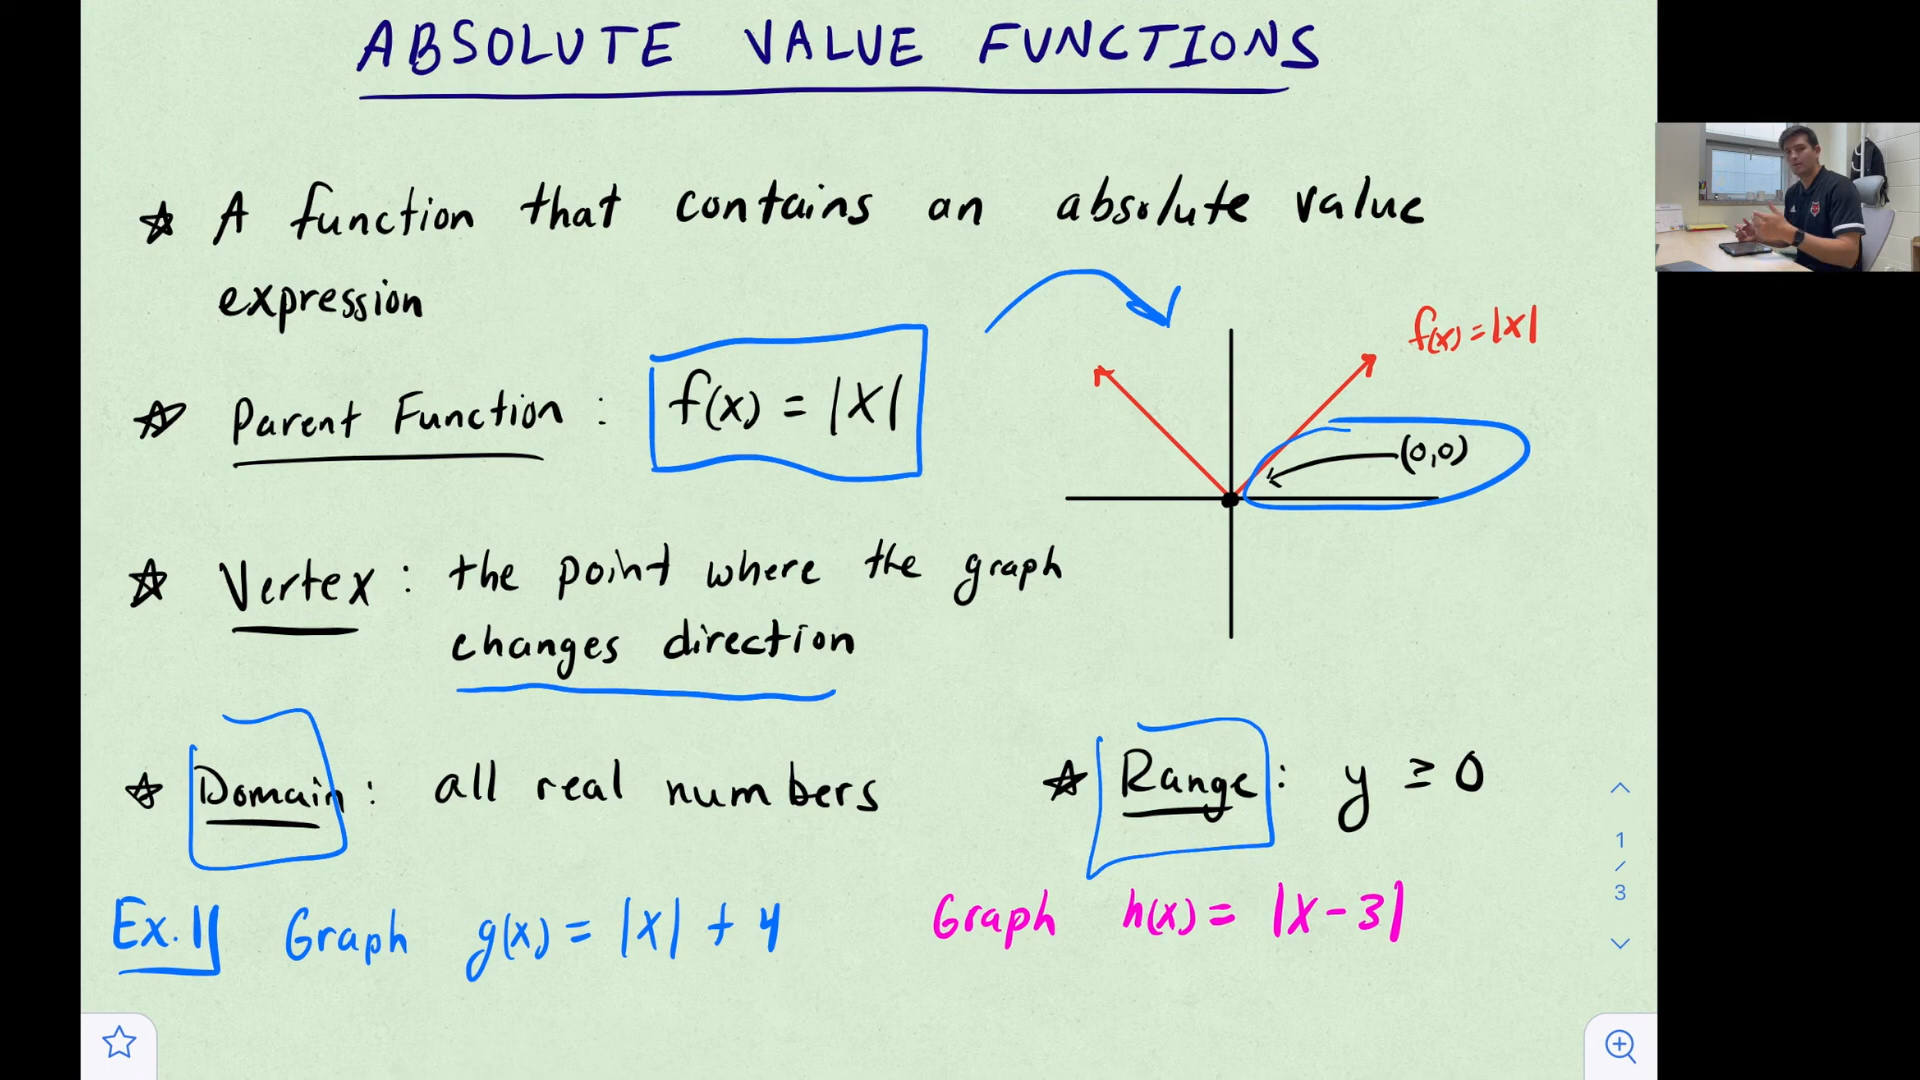 ABSOLUTE VALUE FUNCTIONS
☆ A function that contains an absolute value
expression
f(x) = |x|
☆ Parent Function : f(x) = |x|
(0,0)
☆ Vertex : the point where the graph
changes direction
☆ Domain : all real numbers
☆ Range : y ≥ 0
Ex. 1 Graph g(x) = |x| + 4
Graph h(x) = |x-3|
1
/
3